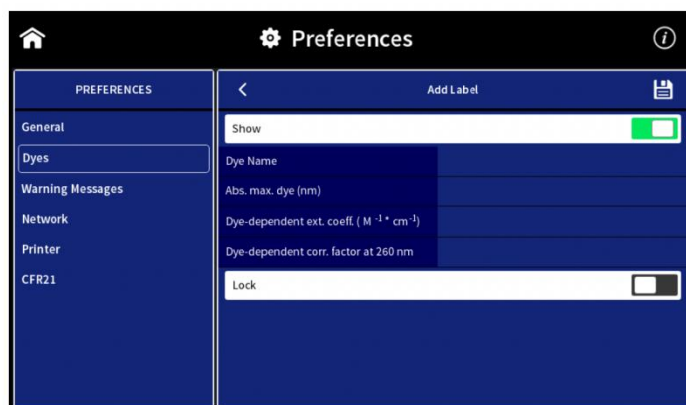 Preferences
PREFERENCES
General
Dyes
Warning Messages
Network
Printer
CFR21
Add Label
Show
Dye Name
Abs. max. dye (nm)
Dye-dependent ext. coeff. ( M ⁻¹ * cm⁻¹)
Dye-dependent corr. factor at 260 nm
Lock